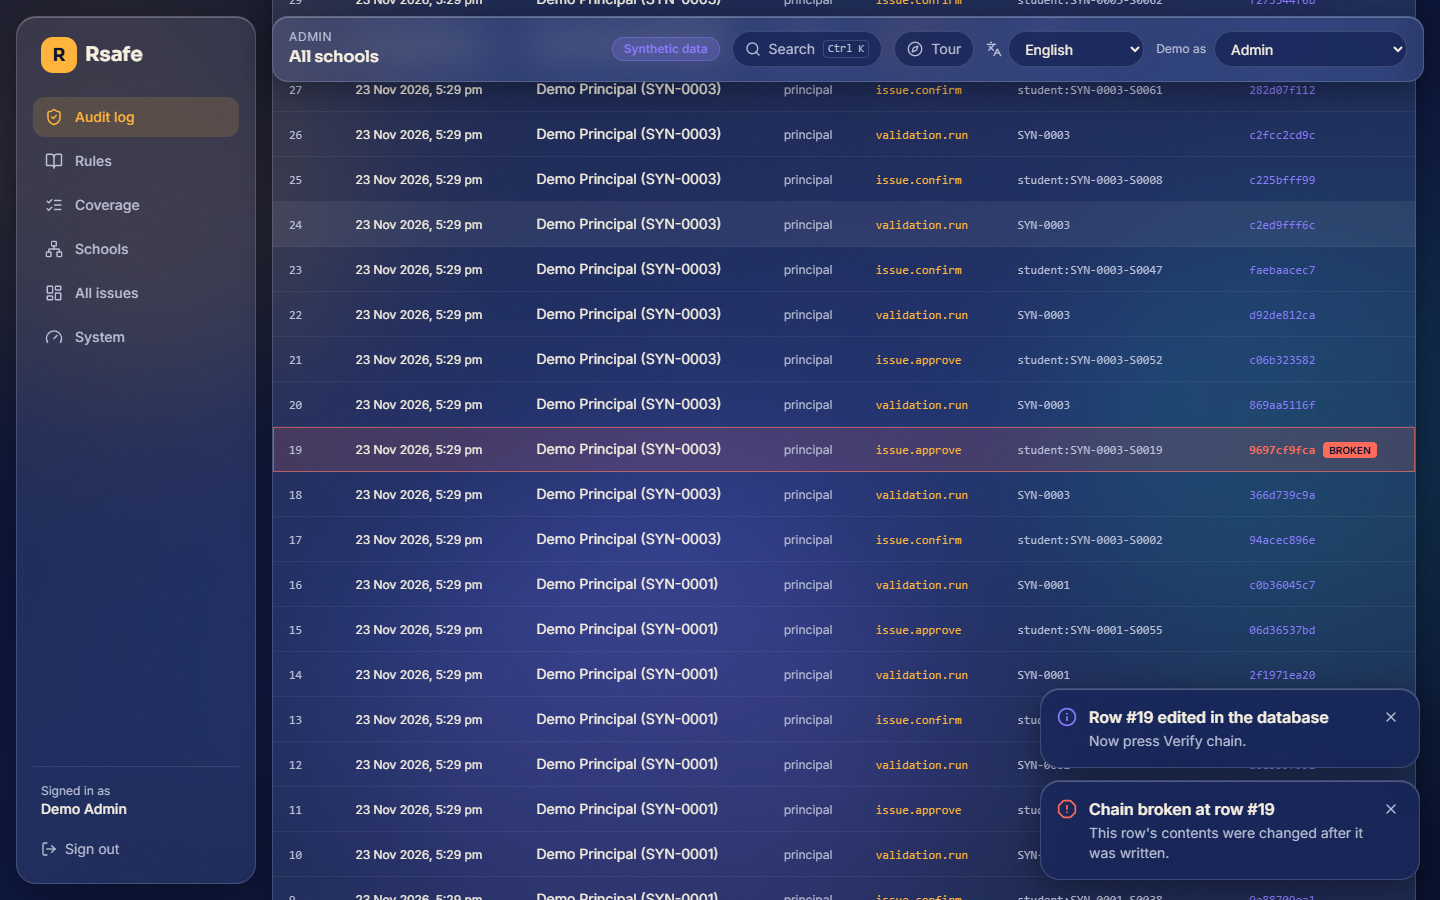 R Rsafe
Audit log
Rules
Coverage
Schools
All issues
System
Signed in as
Demo Admin
Sign out
ADMIN
All schools
Synthetic data
Search Ctrl K
Tour
English
Demo as
Admin
27 23 Nov 2026, 5:29 pm Demo Principal (SYN-0003) principal issue.confirm student:SYN-0003-S0061 282d07f112
26 23 Nov 2026, 5:29 pm Demo Principal (SYN-0003) principal validation.run SYN-0003 c2fcc2cd9c
25 23 Nov 2026, 5:29 pm Demo Principal (SYN-0003) principal issue.confirm student:SYN-0003-S0008 c225bfff99
24 23 Nov 2026, 5:29 pm Demo Principal (SYN-0003) principal validation.run SYN-0003 c2ed9fff6c
23 23 Nov 2026, 5:29 pm Demo Principal (SYN-0003) principal issue.confirm student:SYN-0003-S0047 faebaacec7
22 23 Nov 2026, 5:29 pm Demo Principal (SYN-0003) principal validation.run SYN-0003 d92de812ca
21 23 Nov 2026, 5:29 pm Demo Principal (SYN-0003) principal issue.approve student:SYN-0003-S0052 c06b323582
20 23 Nov 2026, 5:29 pm Demo Principal (SYN-0003) principal validation.run SYN-0003 869aa5116f
19 23 Nov 2026, 5:29 pm Demo Principal (SYN-0003) principal issue.approve student:SYN-0003-S0019 9697cf9fca BROKEN
18 23 Nov 2026, 5:29 pm Demo Principal (SYN-0003) principal validation.run SYN-0003 366d739c9a
17 23 Nov 2026, 5:29 pm Demo Principal (SYN-0003) principal issue.confirm student:SYN-0003-S0002 94acec896e
16 23 Nov 2026, 5:29 pm Demo Principal (SYN-0001) principal validation.run SYN-0001 c0b36045c7
15 23 Nov 2026, 5:29 pm Demo Principal (SYN-0001) principal issue.approve student:SYN-0001-S0055 06d36537bd
14 23 Nov 2026, 5:29 pm Demo Principal (SYN-0001) principal validation.run SYN-0001 2f1971ea20
13 23 Nov 2026, 5:29 pm Demo Principal (SYN-0001) principal issue.confirm
12 23 Nov 2026, 5:29 pm Demo Principal (SYN-0001) principal validation.run
11 23 Nov 2026, 5:29 pm Demo Principal (SYN-0001) principal issue.approve
10 23 Nov 2026, 5:29 pm Demo Principal (SYN-0001) principal validation.run
Row #19 edited in the database
Now press Verify chain.
Chain broken at row #19
This row's contents were changed after it
was written.